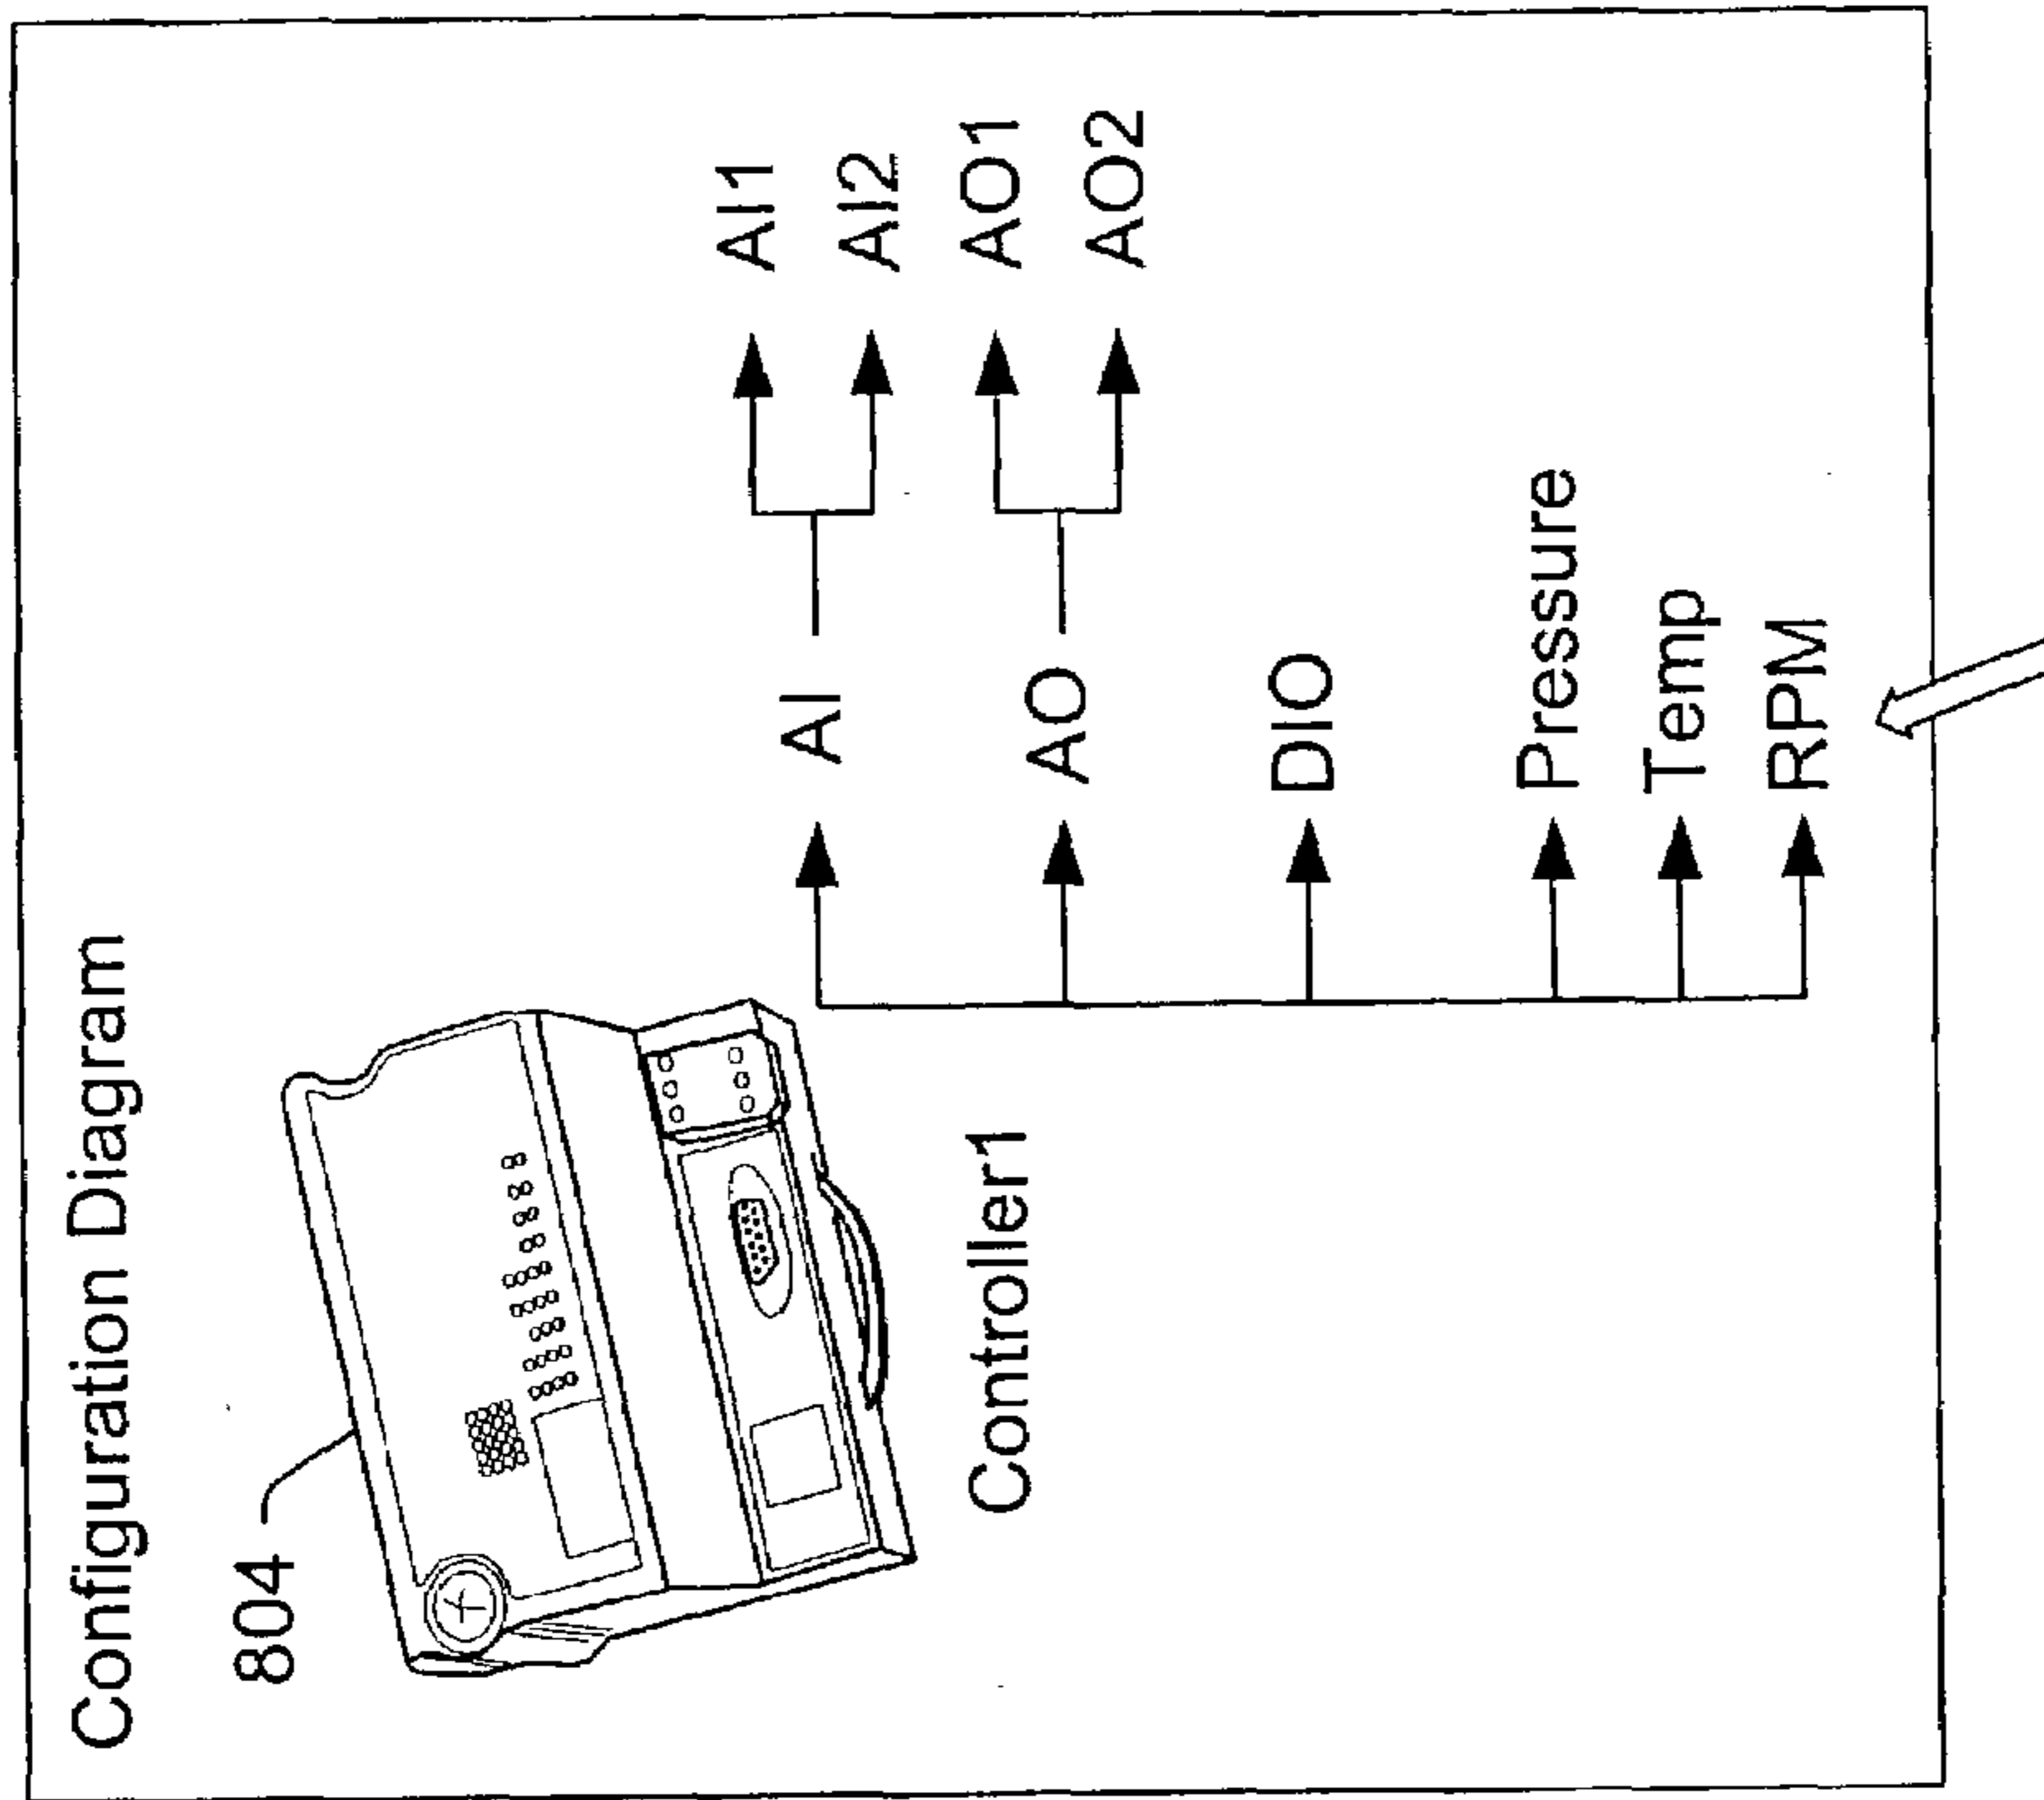 Configuration Diagram
804
Controller1
AI
AI1
AI2
AO
AO1
AO2
DIO
Pressure
Temp
RPM